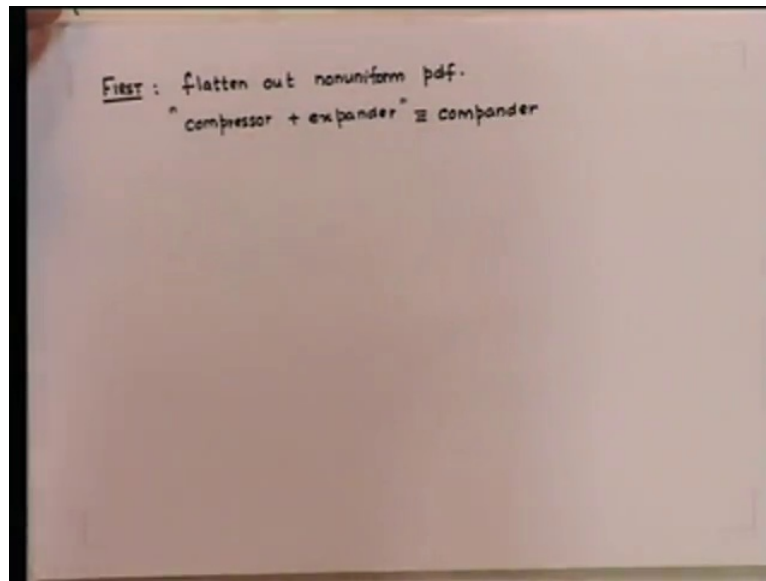 FIRST : flatten out nonuniform pdf.
"compressor + expander" ≡ compander